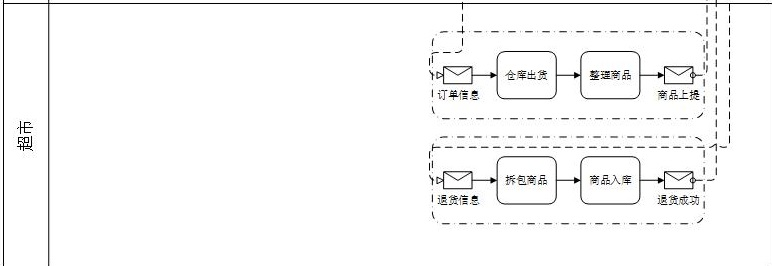 超市
仓库出货
整理商品
订单信息
商品上提
拆包商品
商品入库
退货信息
退货成功